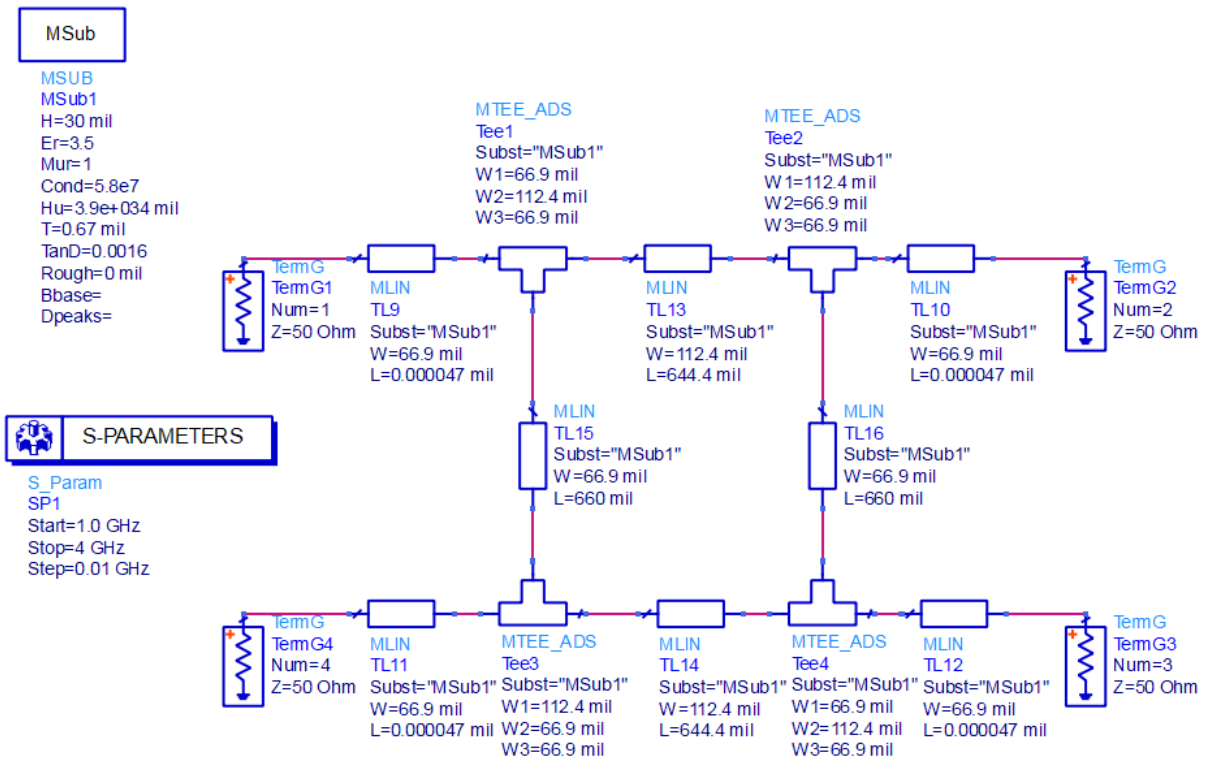 MSub
MSUB
MSub1
H=30 mil
Er=3.5
Mur=1
Cond=5.8e7
Hu=3.9e+034 mil
T=0.67 mil
TanD=0.0016
Rough=0 mil
Bbase=
Dpeaks=
MTEE_ADS
Tee1
Subst="MSub1"
W1=66.9 mil
W2=112.4 mil
W3=66.9 mil
MTEE_ADS
Tee2
Subst="MSub1"
W1=112.4 mil
W2=66.9 mil
W3=66.9 mil
+
TermG
TermG1
Num=1
Z=50 Ohm
MLIN
TL9
Subst="MSub1"
W=66.9 mil
L=0.000047 mil
MLIN
TL13
Subst="MSub1"
W=112.4 mil
L=644.4 mil
MLIN
TL10
Subst="MSub1"
W=66.9 mil
L=0.000047 mil
+
TermG
TermG2
Num=2
Z=50 Ohm
S-PARAMETERS
S_Param
SP1
Start=1.0 GHz
Stop=4 GHz
Step=0.01 GHz
MLIN
TL15
Subst="MSub1"
W=66.9 mil
L=660 mil
MLIN
TL16
Subst="MSub1"
W=66.9 mil
L=660 mil
+
TermG
TermG4
Num=4
Z=50 Ohm
MLIN
TL11
Subst="MSub1"
W=66.9 mil
L=0.000047 mil
MTEE_ADS
Tee3
Subst="MSub1"
W1=112.4 mil
W2=66.9 mil
W3=66.9 mil
MLIN
TL14
Subst="MSub1"
W=112.4 mil
L=644.4 mil
MTEE_ADS
Tee4
Subst="MSub1"
W1=66.9 mil
W2=112.4 mil
W3=66.9 mil
MLIN
TL12
Subst="MSub1"
W=66.9 mil
L=0.000047 mil
+
TermG
TermG3
Num=3
Z=50 Ohm